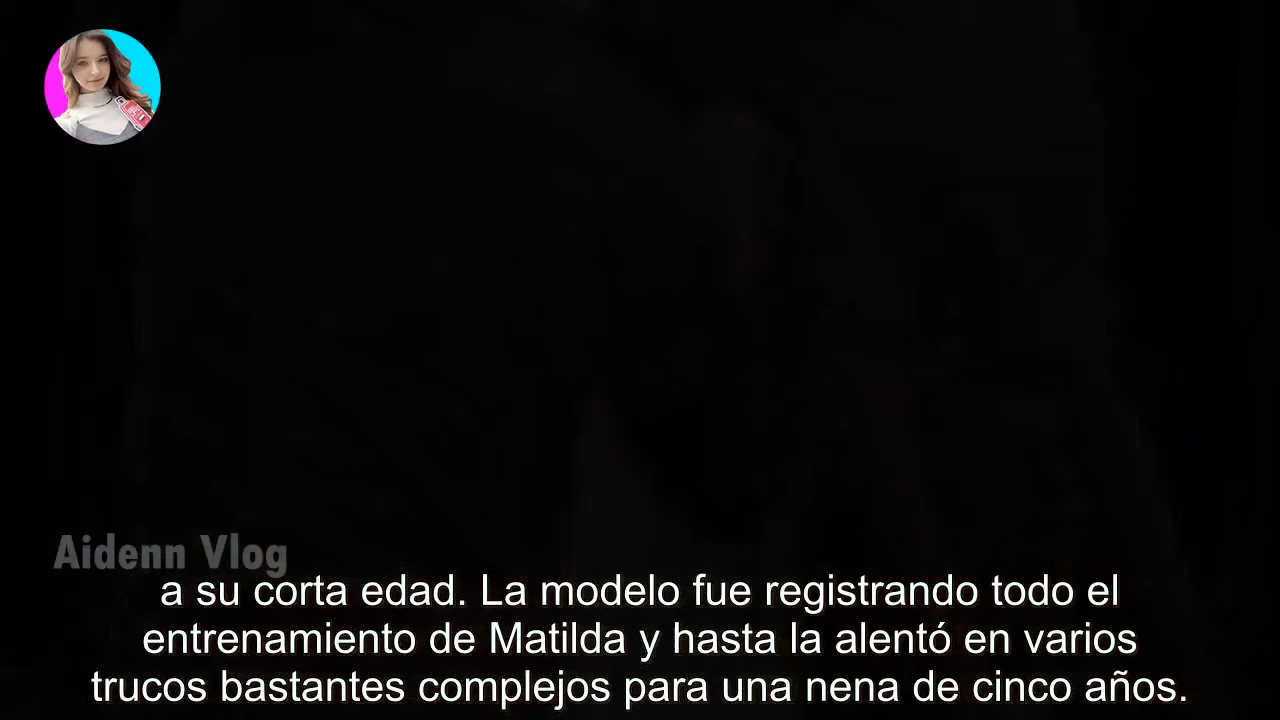 Aidenn Vlog
a su corta edad. La modelo fue registrando todo el
entrenamiento de Matilda y hasta la alentó en varios
trucos bastantes complejos para una nena de cinco años.